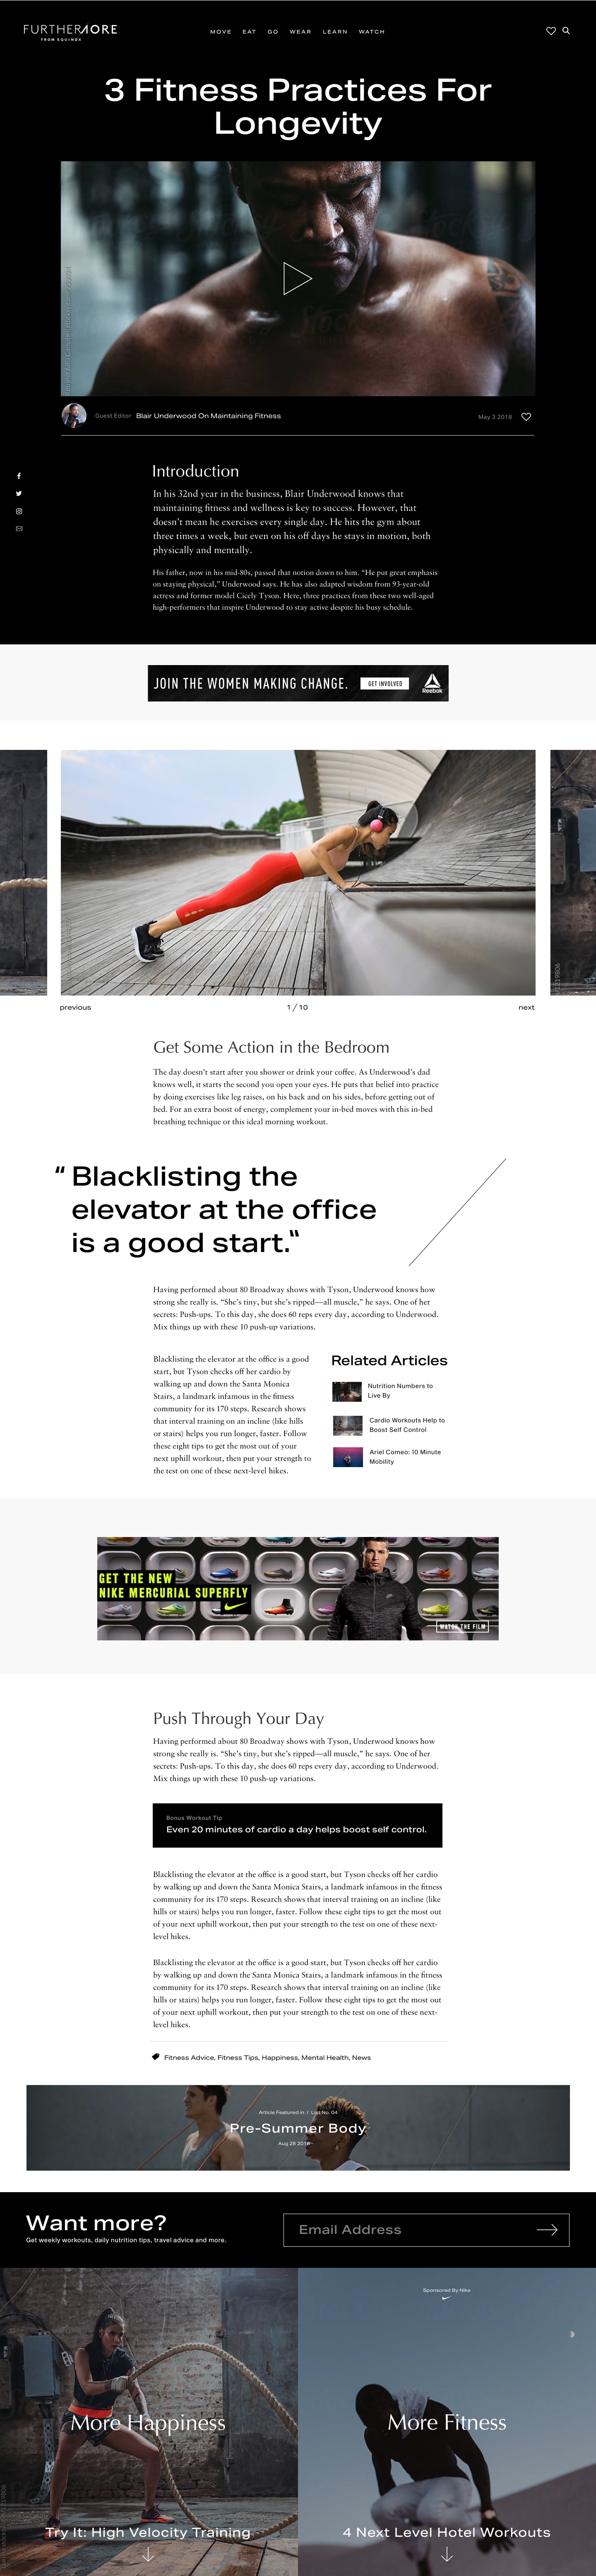 FURTHERMORE
FROM EQUINOX
MOVE EAT GO WEAR LEARN WATCH
3 Fitness Practices For
Longevity
Guest Editor Blair Underwood On Maintaining Fitness
May 3 2018
Introduction
In his 32nd year in the business, Blair Underwood knows that
maintaining fitness and wellness is key to success. However, that
doesn’t mean he exercises every single day. He hits the gym about
three times a week, but even on his off days he stays in motion, both
physically and mentally.
His father, now in his mid-80s, passed that notion down to him. “He put great emphasis
on staying physical,” Underwood says. He has also adapted wisdom from 93-year-old
actress and former model Cicely Tyson. Here, three practices from these two well-aged
high-performers that inspire Underwood to stay active despite his busy schedule.
JOIN THE WOMEN MAKING CHANGE.
GET INVOLVED
Reebok
previous
1 / 10
next
Get Some Action in the Bedroom
The day doesn’t start after you shower or drink your coffee. As Underwood’s dad
knows well, it starts the second you open your eyes. He puts that belief into practice
by doing exercises like leg raises, on his back and on his sides, before getting out of
bed. For an extra boost of energy, complement your in-bed moves with this in-bed
breathing technique or this ideal morning workout.
“ Blacklisting the
elevator at the office
is a good start.“
Having performed about 80 Broadway shows with Tyson, Underwood knows how
strong she really is. “She’s tiny, but she’s ripped—all muscle,” he says. One of her
secrets: Push-ups. To this day, she does 60 reps every day, according to Underwood.
Mix things up with these 10 push-up variations.
Blacklisting the elevator at the office is a good
start, but Tyson checks off her cardio by
walking up and down the Santa Monica
Stairs, a landmark infamous in the fitness
community for its 170 steps. Research shows
that interval training on an incline (like hills
or stairs) helps you run longer, faster. Follow
these eight tips to get the most out of your
next uphill workout, then put your strength to
the test on one of these next-level hikes.
Related Articles
Nutrition Numbers to
Live By
Cardio Workouts Help to
Boost Self Control
Ariel Comeo: 10 Minute
Mobility
GET THE NEW
NIKE MERCURIAL SUPERFLY
WATCH THE FILM
Push Through Your Day
Having performed about 80 Broadway shows with Tyson, Underwood knows how
strong she really is. “She’s tiny, but she’s ripped—all muscle,” he says. One of her
secrets: Push-ups. To this day, she does 60 reps every day, according to Underwood.
Mix things up with these 10 push-up variations.
Bonus Workout Tip
Even 20 minutes of cardio a day helps boost self control.
Blacklisting the elevator at the office is a good start, but Tyson checks off her cardio
by walking up and down the Santa Monica Stairs, a landmark infamous in the fitness
community for its 170 steps. Research shows that interval training on an incline (like
hills or stairs) helps you run longer, faster. Follow these eight tips to get the most out
of your next uphill workout, then put your strength to the test on one of these next-
level hikes.
Blacklisting the elevator at the office is a good start, but Tyson checks off her cardio
by walking up and down the Santa Monica Stairs, a landmark infamous in the fitness
community for its 170 steps. Research shows that interval training on an incline (like
hills or stairs) helps you run longer, faster. Follow these eight tips to get the most out
of your next uphill workout, then put your strength to the test on one of these next-
level hikes.
Fitness Advice, Fitness Tips, Happiness, Mental Health, News
Article Featured in / List No. 04
Pre-Summer Body
Aug 28 2018
Want more?
Get weekly workouts, daily nutrition tips, travel advice and more.
Email Address
More Happiness
Try It: High Velocity Training
Sponsored By Nike
More Fitness
4 Next Level Hotel Workouts